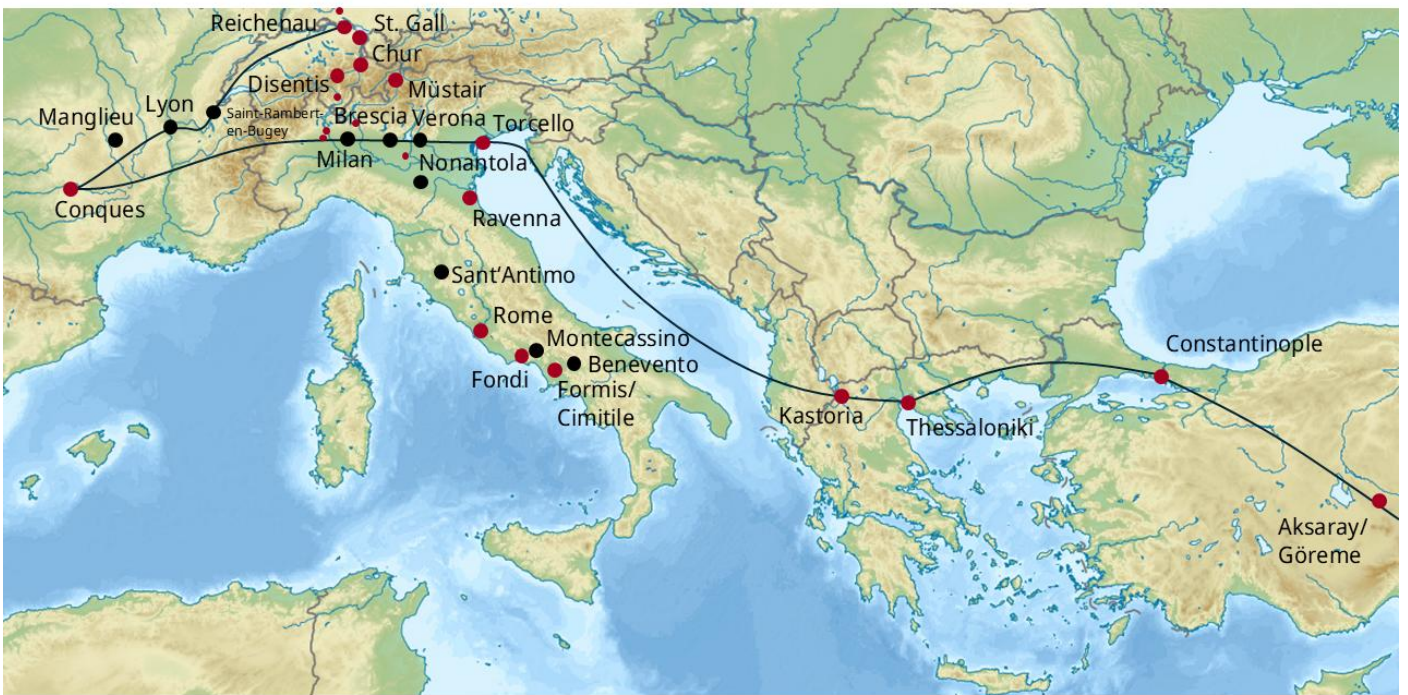 Reichenau
St. Gall
Chur
Disentis
Müstair
Manglieu
Lyon
Saint-Rambert-
en-Bugey
Brescia
Verona
Torcello
Milan
Nonantola
Conques
Ravenna
Sant‘Antimo
Rome
Montecassino
Fondi
Benevento
Formis/
Cimitile
Constantinople
Kastoria
Thessaloniki
Aksaray/
Göreme